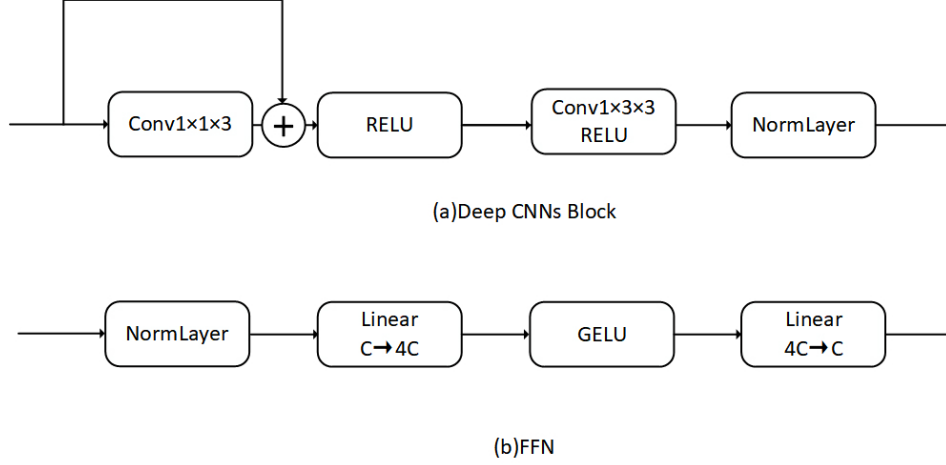 Conv1×1×3
+
RELU
Conv1×3×3
RELU
NormLayer
(a)Deep CNNs Block
NormLayer
Linear
C→4C
GELU
Linear
4C→C
(b)FFN